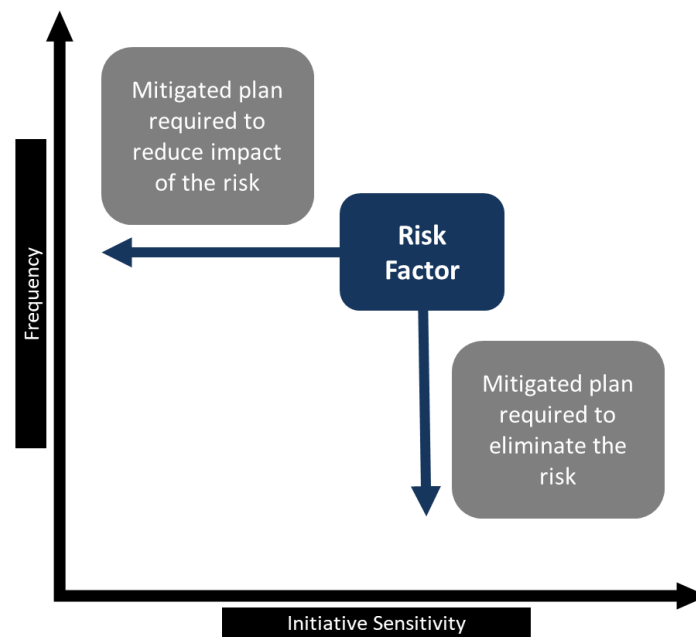 Mitigated plan
required to
reduce impact
of the risk
Risk
Factor
Frequency
Mitigated plan
required to
eliminate the
risk
Initiative Sensitivity